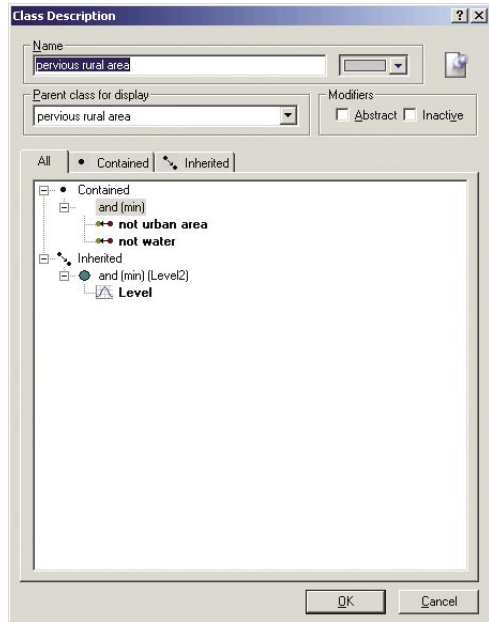 Class Description
Name
pervious rural area
Parent class for display
pervious rural area
Modifiers
Abstract Inactive
All • Contained Inherited
Contained
and (min)
not urban area
not water
Inherited
and (min) (Level2)
Level
OK Cancel